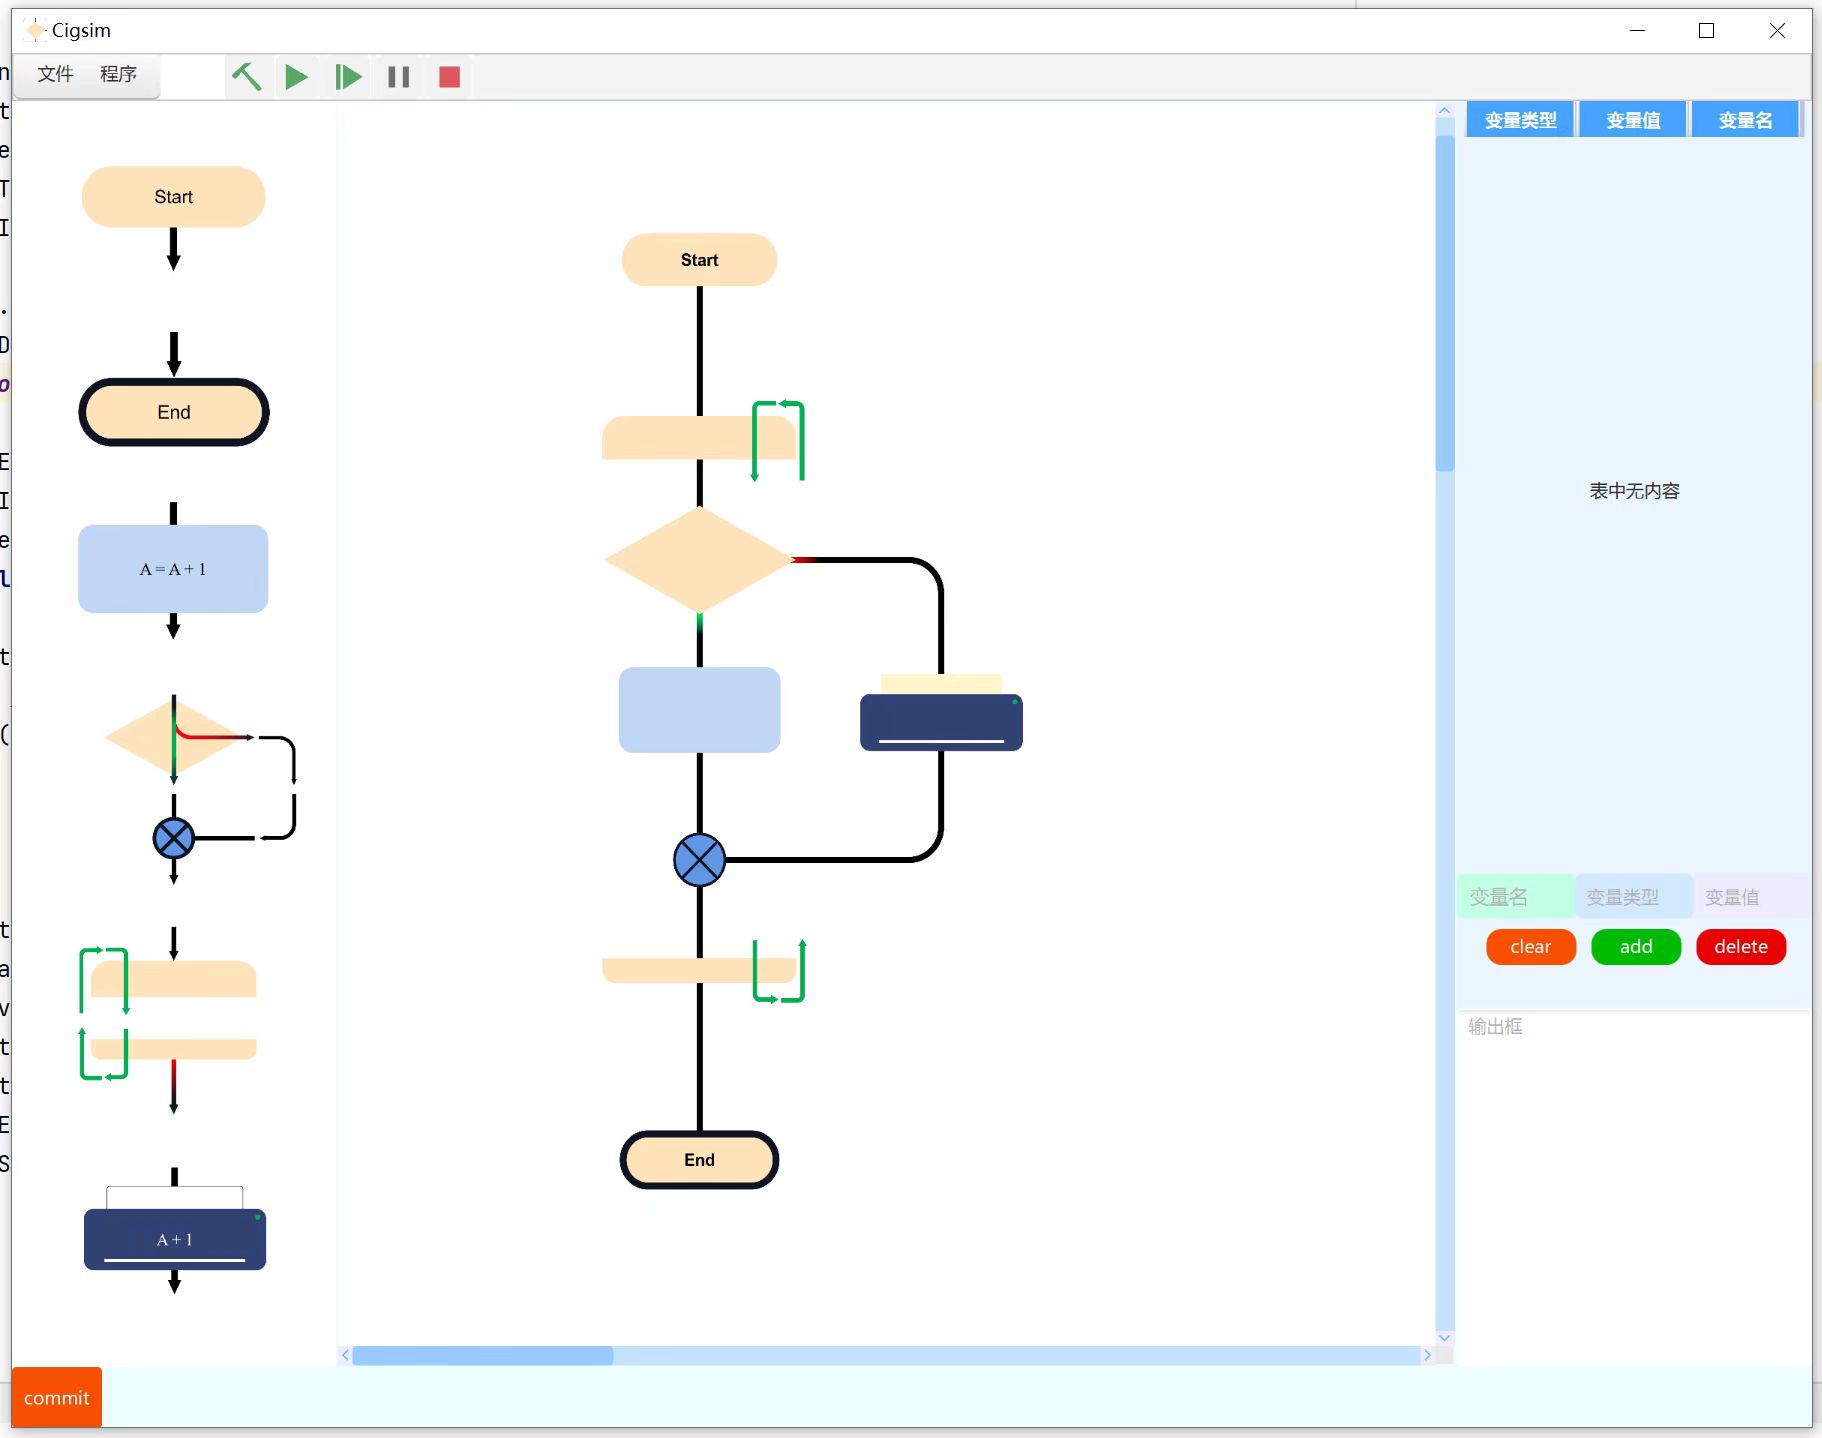 Cigsim
文件 程序
变量类型 变量值 变量名
Start
Start
End
A = A + 1
表中无内容
变量名 变量类型 变量值
clear add delete
输出框
End
A + 1
commit